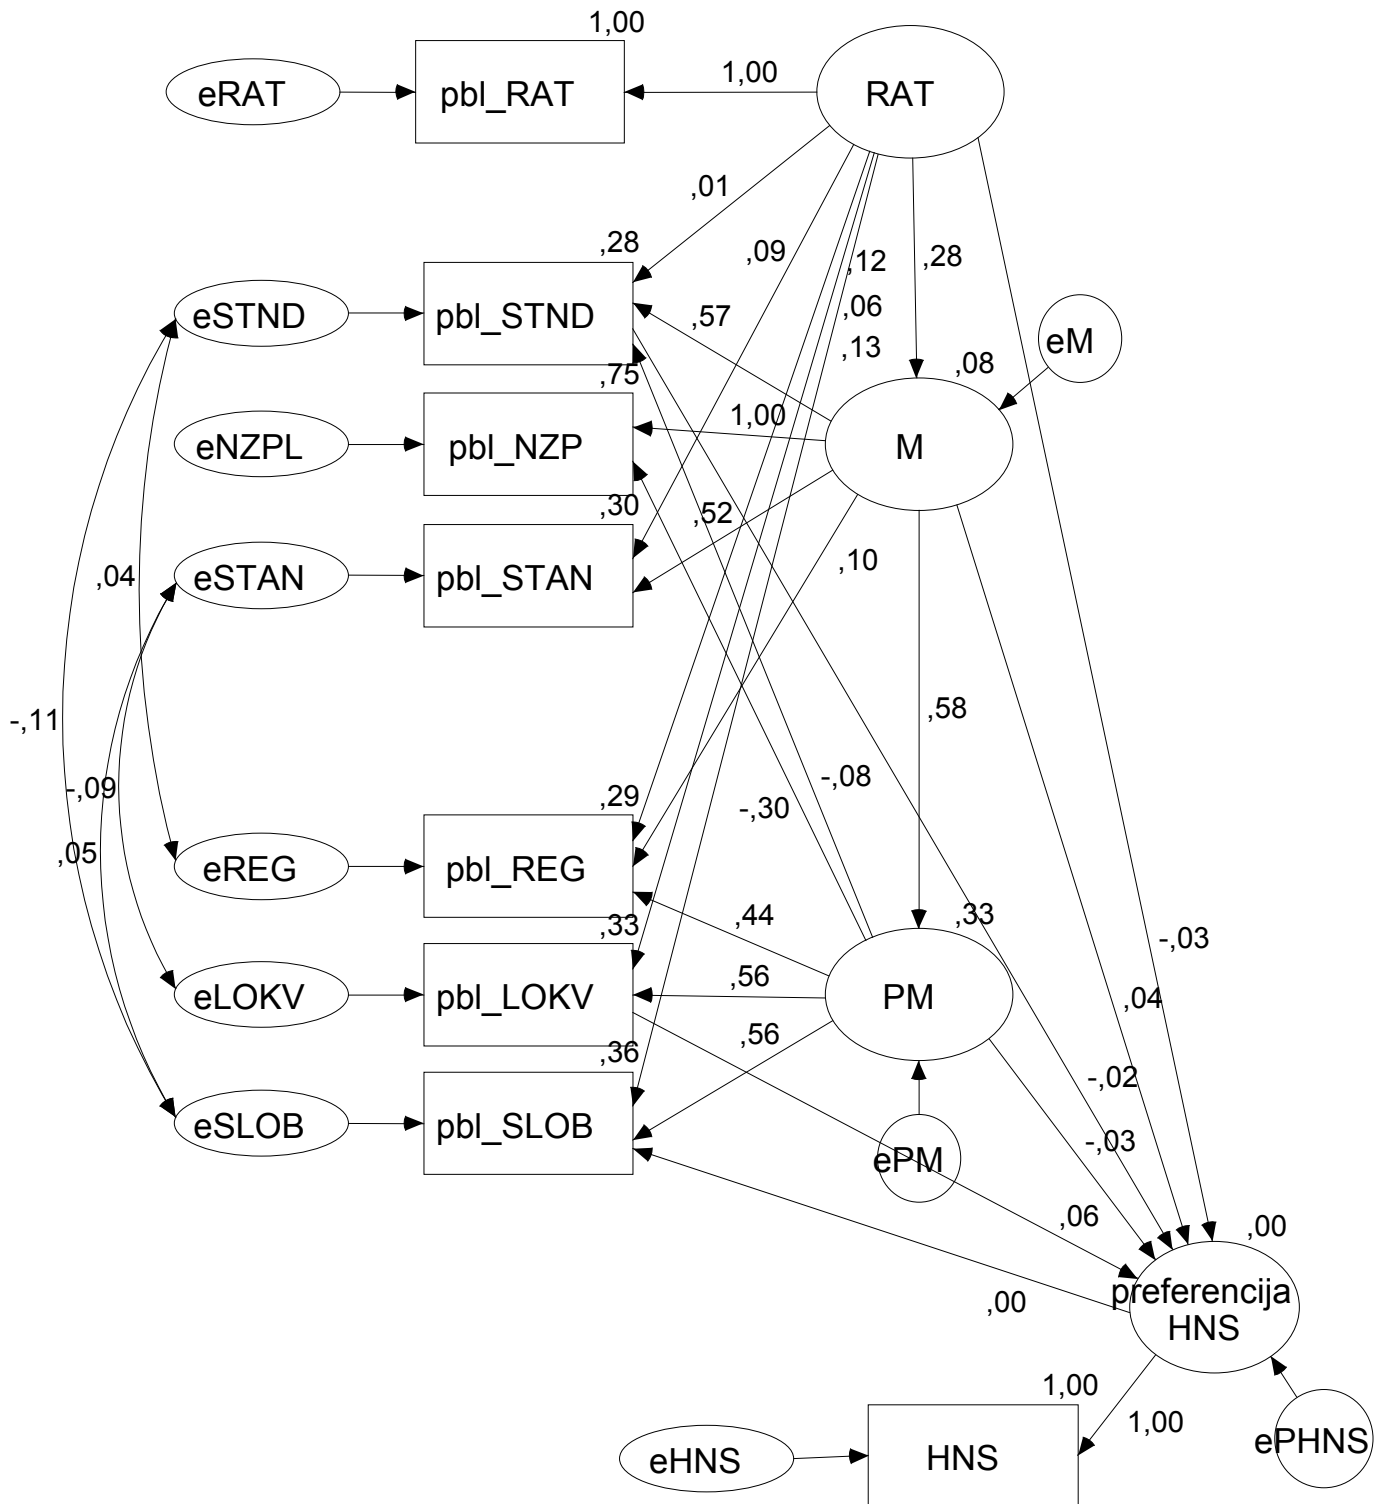 1,00
eRAT
pbl_RAT
1,00
RAT
,01
,28
,09
,12
,28
eSTND
pbl_STND
,57
,06
,13
eM
,75
,08
eNZPL
pbl_NZP
1,00
M
,30
,52
eSTAN
pbl_STAN
,04
,10
-,11
-,09
,58
,05
,29
-,30
-,08
eREG
pbl_REG
,44
,33
,33
-,03
eLOKV
pbl_LOKV
,56
PM
,04
,36
,56
-,02
eSLOB
pbl_SLOB
-,03
ePM
,06
,00
,00
preferencija
HNS
1,00
1,00
eHNS
HNS
ePHNS